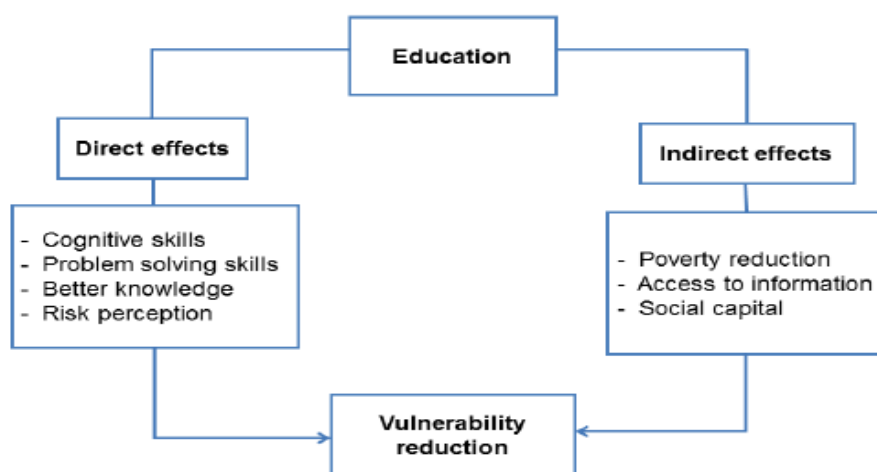 Education
Direct effects
Indirect effects
- Cognitive skills
- Problem solving skills
- Better knowledge
- Risk perception
- Poverty reduction
- Access to information
- Social capital
Vulnerability
reduction